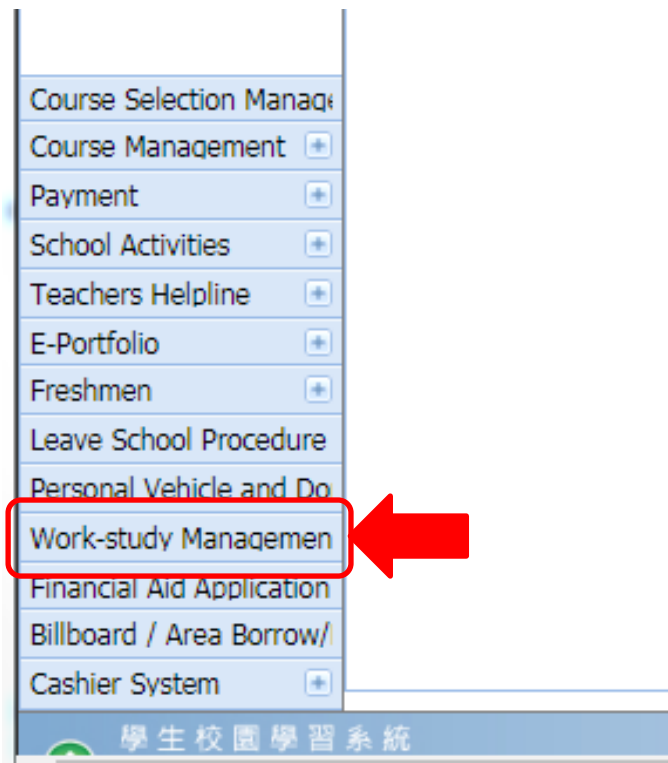 Course Selection Manage
Course Management
Payment
School Activities
Teachers Helpline
E-Portfolio
Freshmen
Leave School Procedure
Personal Vehicle and Do
Work-study Managemen
Financial Aid Application
Billboard / Area Borrow/
Cashier System
學生校園學習系統